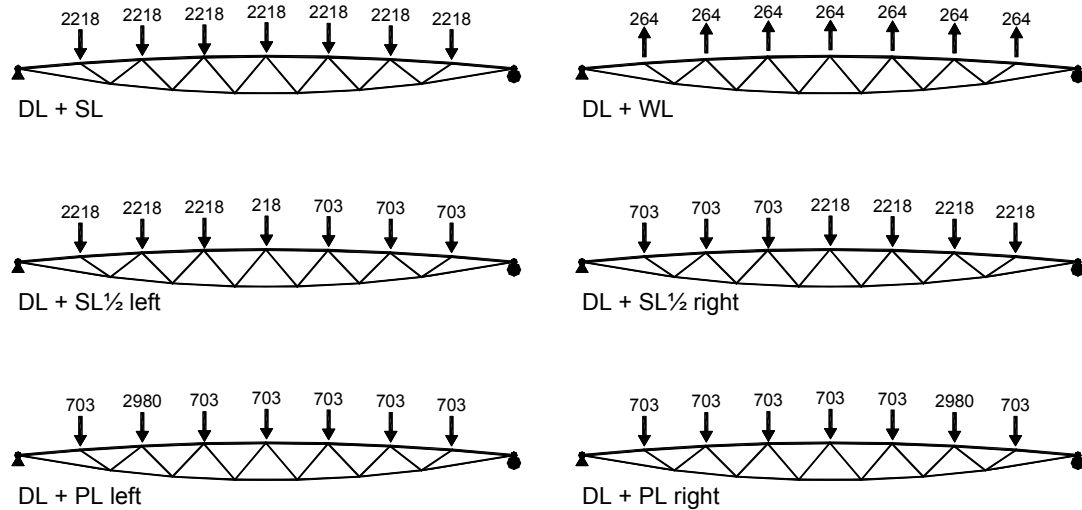 2218 2218 2218 2218 2218 2218 2218
DL + SL
264 264 264 264 264 264 264
DL + WL
2218 2218 2218 218 703 703 703
DL + SL½ left
703 703 703 2218 2218 2218 2218
DL + SL½ right
703 2980 703 703 703 703 703
DL + PL left
703 703 703 703 703 2980 703
DL + PL right